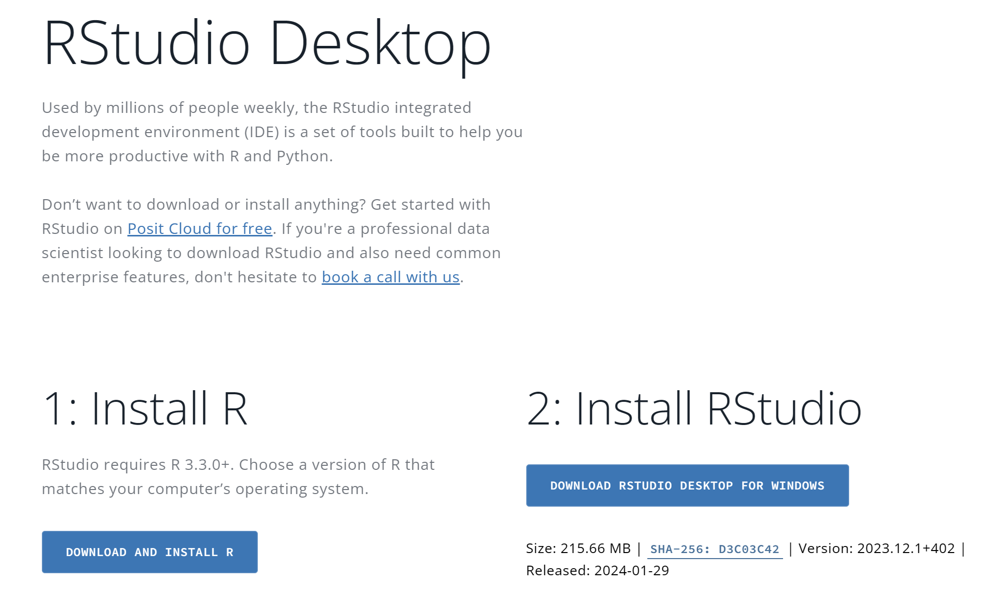 RStudio Desktop
Used by millions of people weekly, the RStudio integrated
development environment (IDE) is a set of tools built to help you
be more productive with R and Python.
Don’t want to download or install anything? Get started with
RStudio on Posit Cloud for free. If you're a professional data
scientist looking to download RStudio and also need common
enterprise features, don't hesitate to book a call with us.
1: Install R
RStudio requires R 3.3.0+. Choose a version of R that
matches your computer’s operating system.
DOWNLOAD AND INSTALL R
2: Install RStudio
DOWNLOAD RSTUDIO DESKTOP FOR WINDOWS
Size: 215.66 MB | SHA-256: D3C03C42 | Version: 2023.12.1+402 |
Released: 2024-01-29